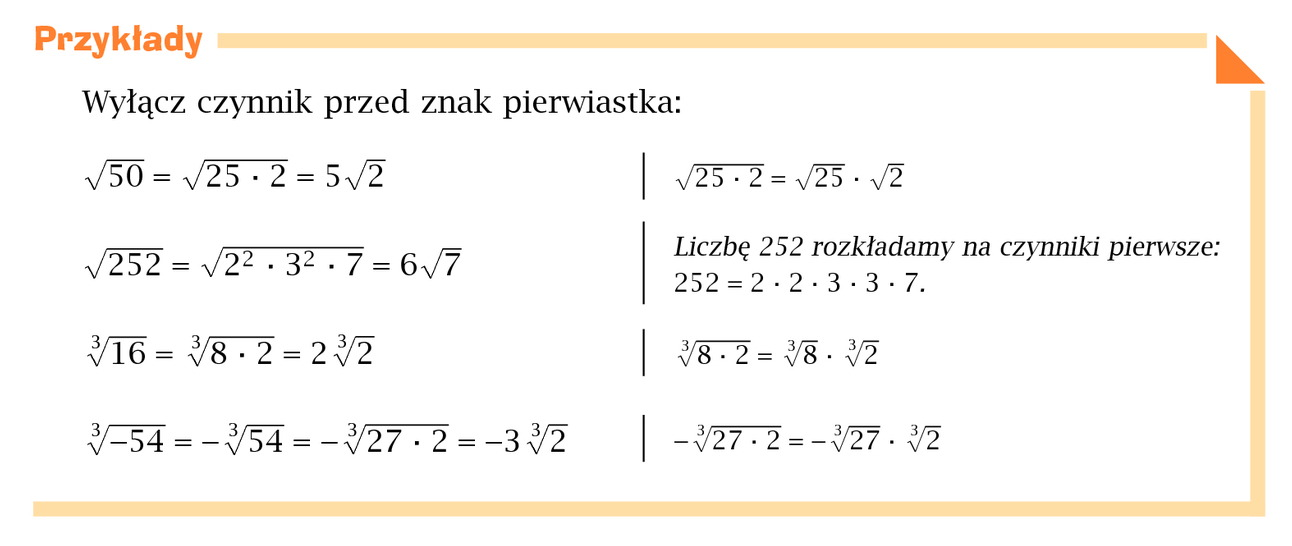 Przykłady
Wyłącz czynnik przed znak pierwiastka:
√50 = √(25 · 2) = 5√2
√(25 · 2) = √25 · √2
√252 = √(2² · 3² · 7) = 6√7
Liczbę 252 rozkładamy na czynniki pierwsze:
252 = 2 · 2 · 3 · 3 · 7.
∛16 = ∛(8 · 2) = 2∛2
∛(8 · 2) = ∛8 · ∛2
∛(−54) = −∛54 = −∛(27 · 2) = −3∛2
−∛(27 · 2) = −∛27 · ∛2